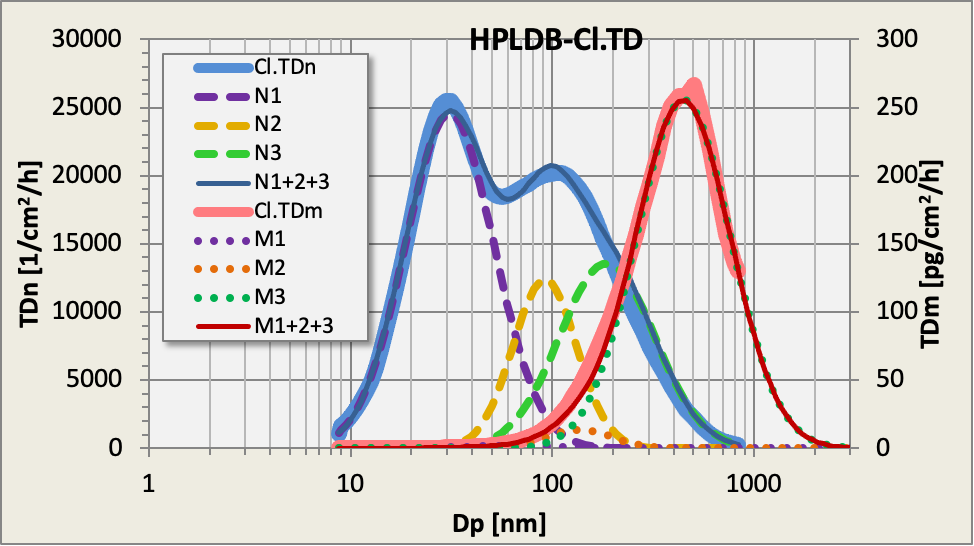 HPLDB-Cl.TD
30000
25000
20000
15000
10000
5000
0
TDn [1/cm²/h]
Cl.TDn
N1
N2
N3
N1+2+3
Cl.TDm
M1
M2
M3
M1+2+3
300
250
200
150
100
50
0
TDm [pg/cm²/h]
1
10
100
1000
Dp [nm]